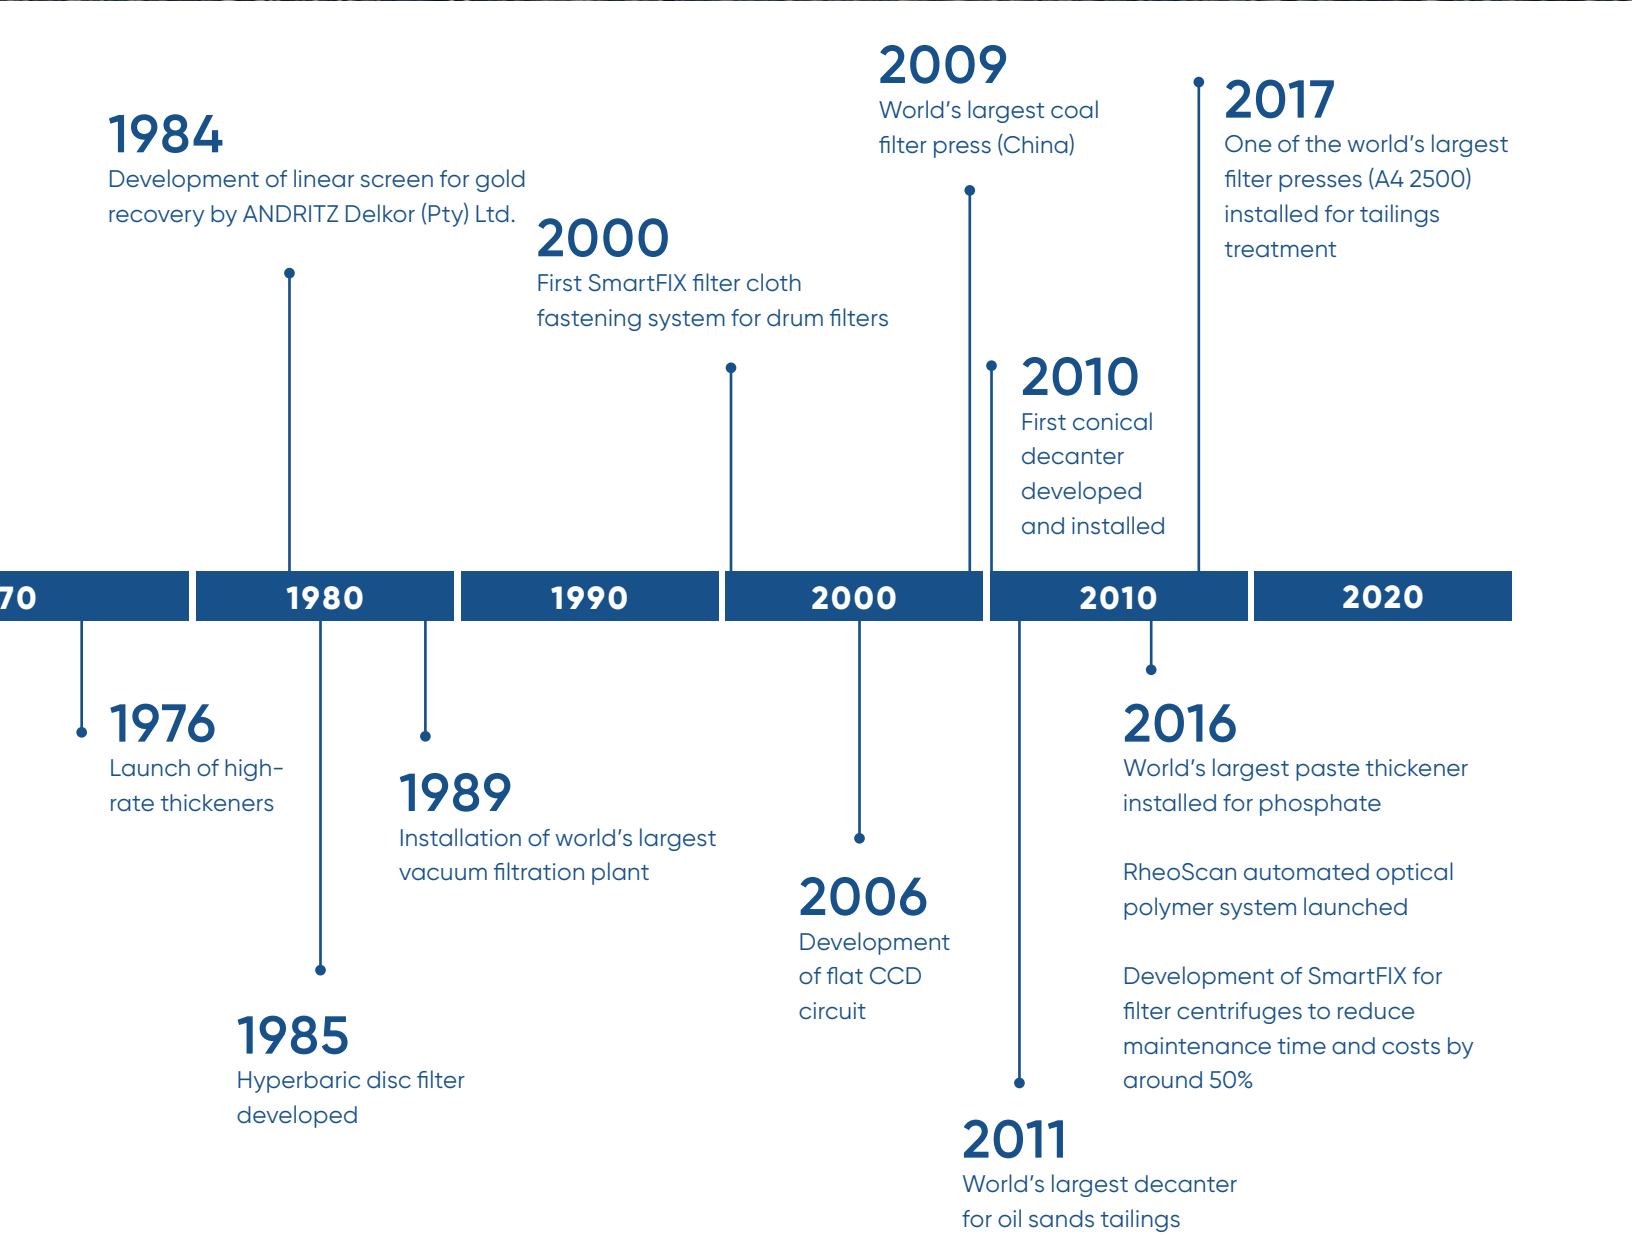 2009
World's largest coal
filter press (China)
2017
One of the world's largest
filter presses (A4 2500)
installed for tailings
treatment
1984
Development of linear screen for gold
recovery by ANDRITZ Delkor (Pty) Ltd.
2000
First SmartFIX filter cloth
fastening system for drum filters
2010
First conical
decanter
developed
and installed
70
1980
1990
2000
2010
2020
1976
Launch of high-
rate thickeners
1989
Installation of world's largest
vacuum filtration plant
2016
World's largest paste thickener
installed for phosphate
RheoScan automated optical
polymer system launched
Development of SmartFIX for
filter centrifuges to reduce
maintenance time and costs by
around 50%
2006
Development
of flat CCD
circuit
1985
Hyperbaric disc filter
developed
2011
World's largest decanter
for oil sands tailings